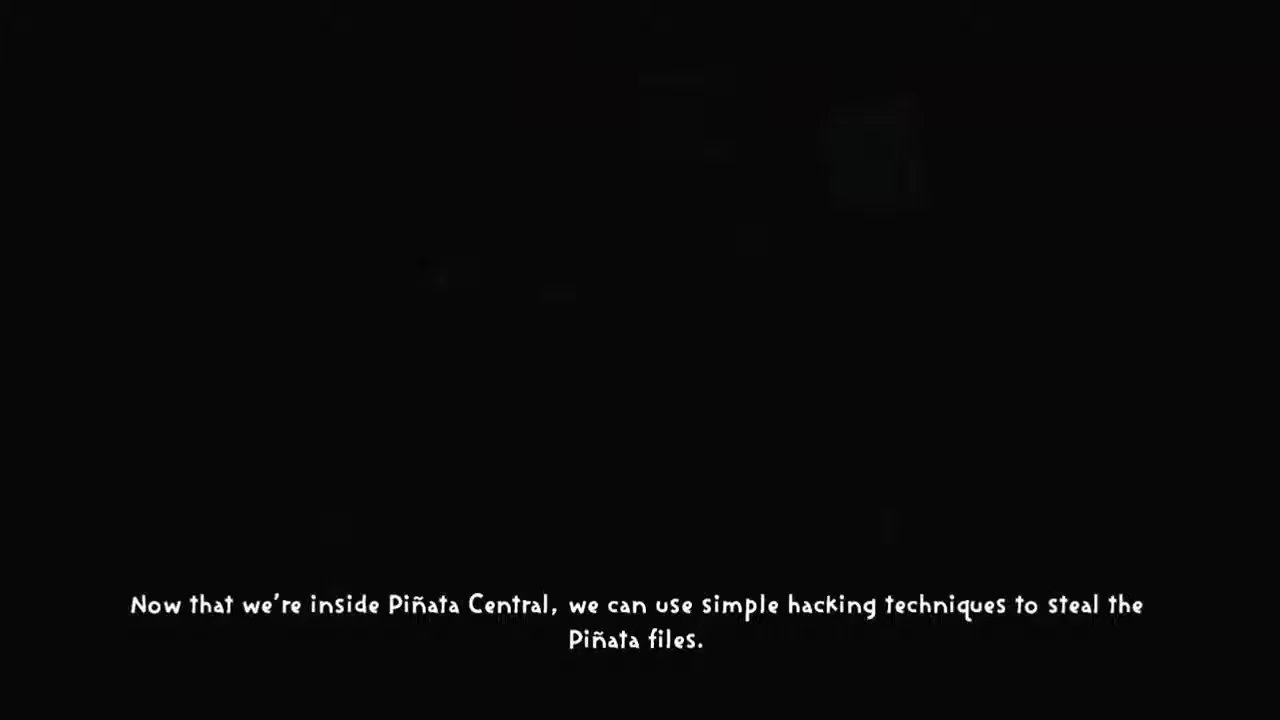 Now that we're inside Piñata Central, we can use simple hacking techniques to steal the
Piñata files.